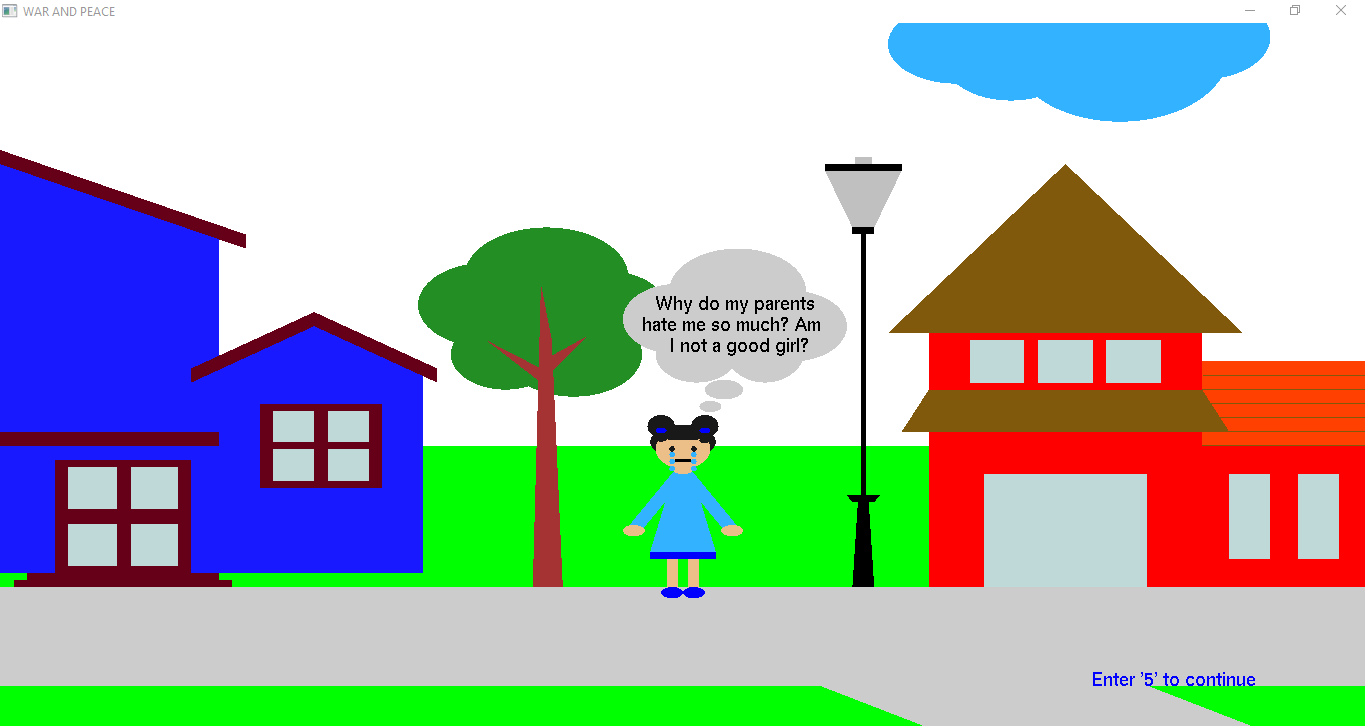 WAR AND PEACE
Why do my parents
hate me so much? Am
I not a good girl?
Enter '5' to continue